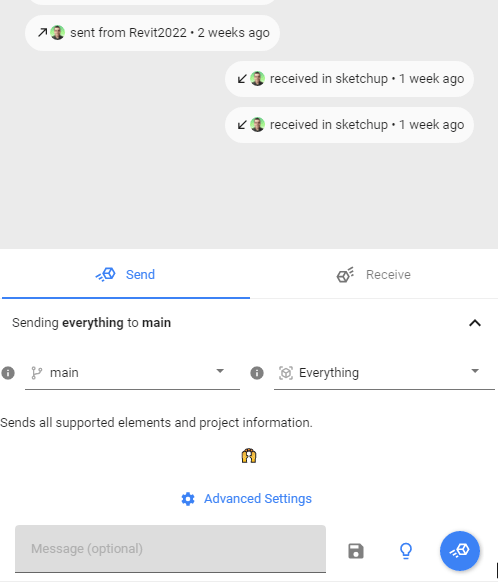 sent from Revit2022 • 2 weeks ago
received in sketchup • 1 week ago
received in sketchup • 1 week ago
Send
Receive
Sending everything to main
main
Everything
Sends all supported elements and project information.
Advanced Settings
Message (optional)